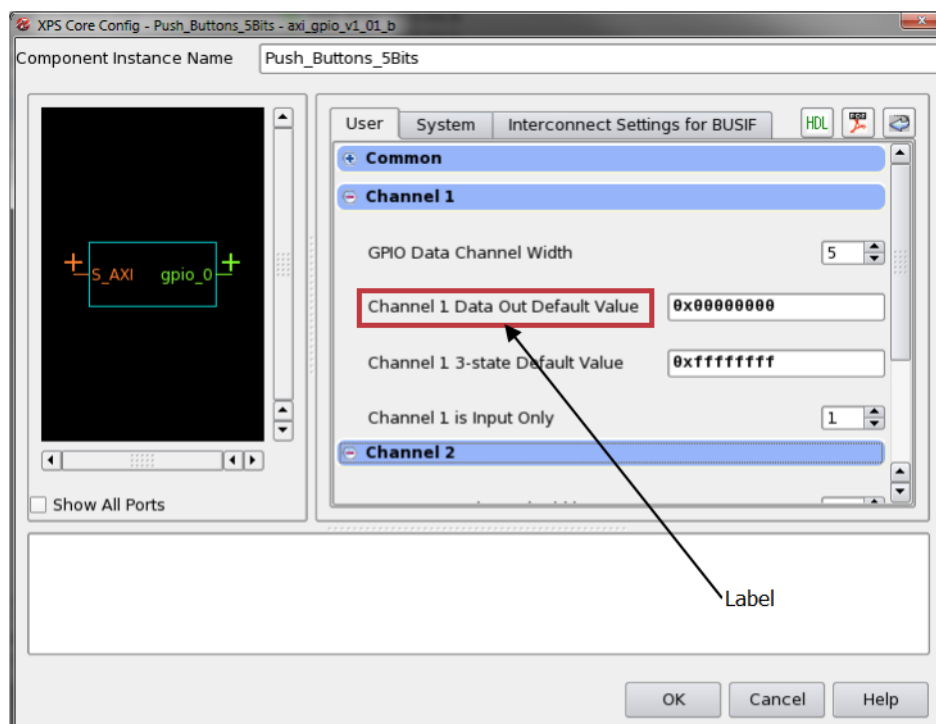 XPS Core Config - Push_Buttons_5Bits - axi_gpio_v1_01_b
Component Instance Name Push_Buttons_5Bits
User System Interconnect Settings for BUSIF HDL PDF
Common
Channel 1
GPIO Data Channel Width 5
Channel 1 Data Out Default Value 0x00000000
Channel 1 3-state Default Value 0xffffffff
Channel 1 is Input Only 1
Channel 2
S_AXI gpio_0
Show All Ports
Label
OK Cancel Help